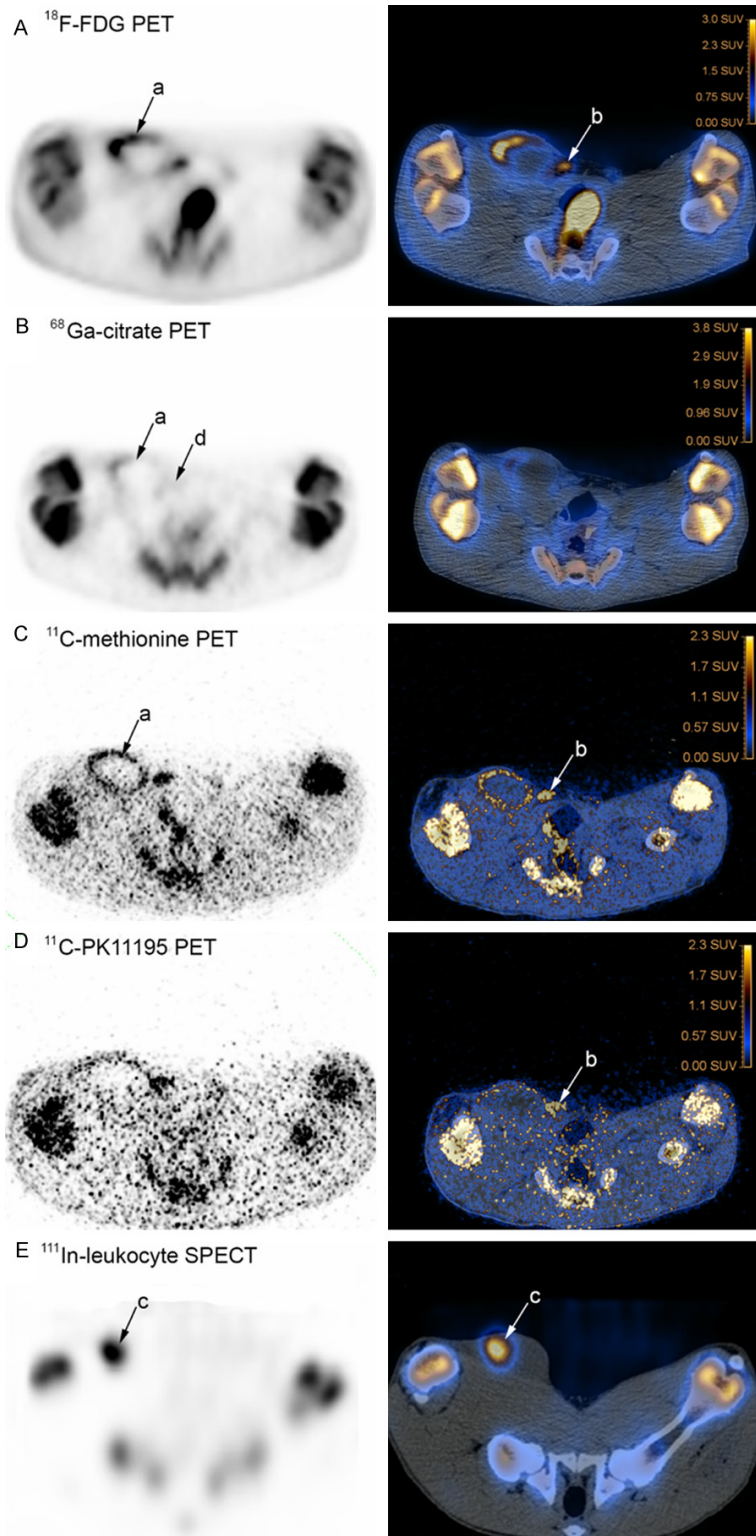 A
18F-FDG PET
a
b
3.0 SUV
2.3 SUV
1.5 SUV
0.75 SUV
0.00 SUV
B
68Ga-citrate PET
a
d
3.8 SUV
2.9 SUV
1.9 SUV
0.96 SUV
0.00 SUV
C
11C-methionine PET
a
b
2.3 SUV
1.7 SUV
1.1 SUV
0.57 SUV
0.00 SUV
D
11C-PK11195 PET
b
2.3 SUV
1.7 SUV
1.1 SUV
0.57 SUV
0.00 SUV
E
111In-leukocyte SPECT
c
c